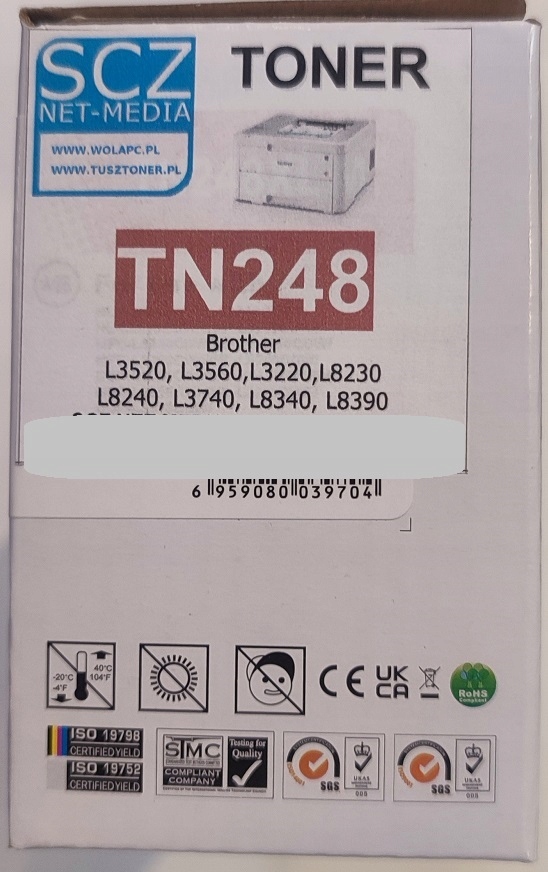 SCZ
NET-MEDIA
WWW.WOLAPC.PL
WWW.TUSZTONER.PL
TONER
TN248
Brother
L3520, L3560,L3220,L8230
L8240, L3740, L8340, L8390
6 959080 039704
-20°C
-4°F
40°C
104°F
CE
UK
CA
RoHS
Compliant
ISO 19798
CERTIFIED YIELD
ISO 19752
CERTIFIED YIELD
STMC
COMPLIANT
COMPANY
Testing for
Quality
SGS
UKAS
SGS
UKAS